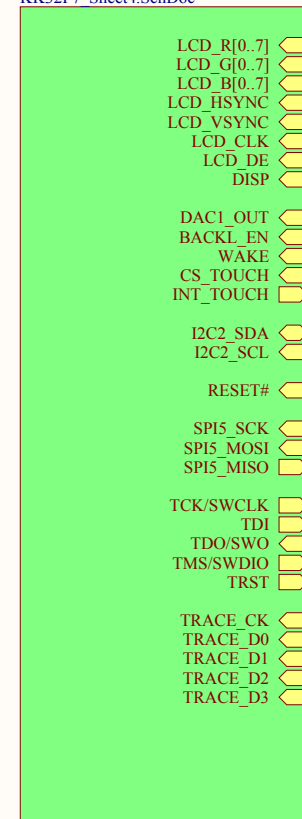 LCD_R[0..7]
LCD_G[0..7]
LCD_B[0..7]
LCD_HSYNC
LCD_VSYNC
LCD_CLK
LCD_DE
DISP
DAC1_OUT
BACKL_EN
WAKE
CS_TOUCH
INT_TOUCH
I2C2_SDA
I2C2_SCL
RESET#
SPI5_SCK
SPI5_MOSI
SPI5_MISO
TCK/SWCLK
TDI
TDO/SWO
TMS/SWDIO
TRST
TRACE_CK
TRACE_D0
TRACE_D1
TRACE_D2
TRACE_D3